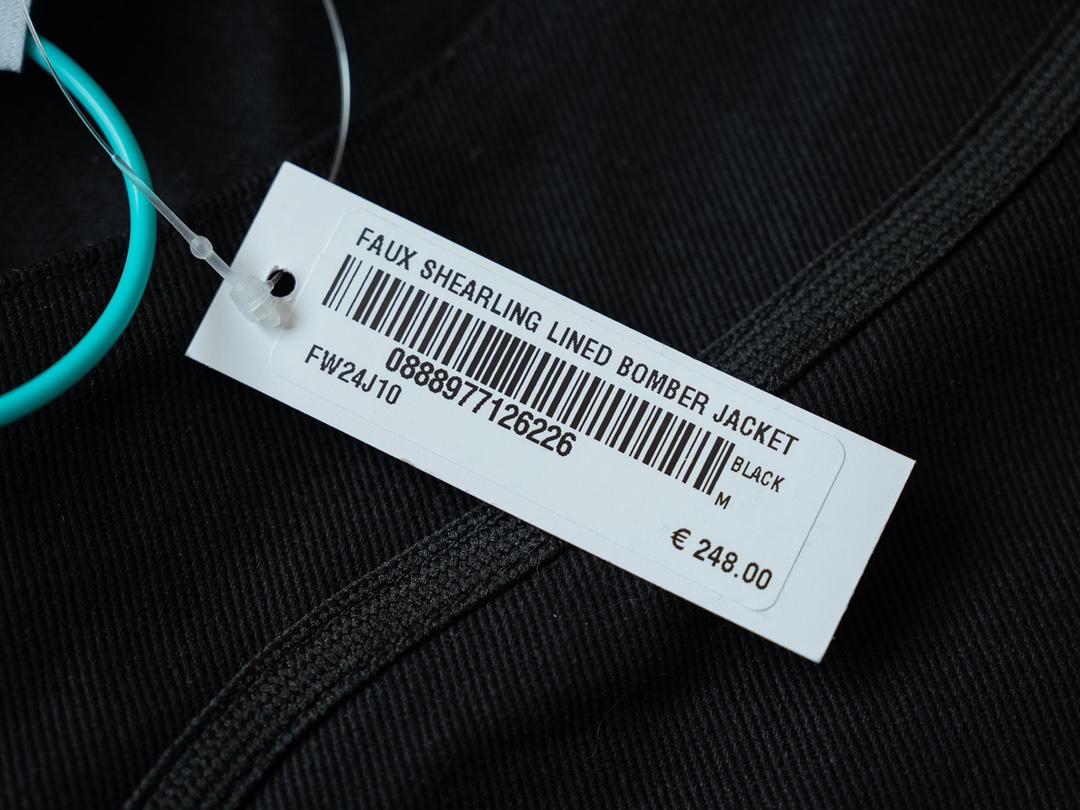 FAUX SHEARLING LINED BOMBER JACKET
0888977126226
FW24J10
BLACK
M
€ 248.00